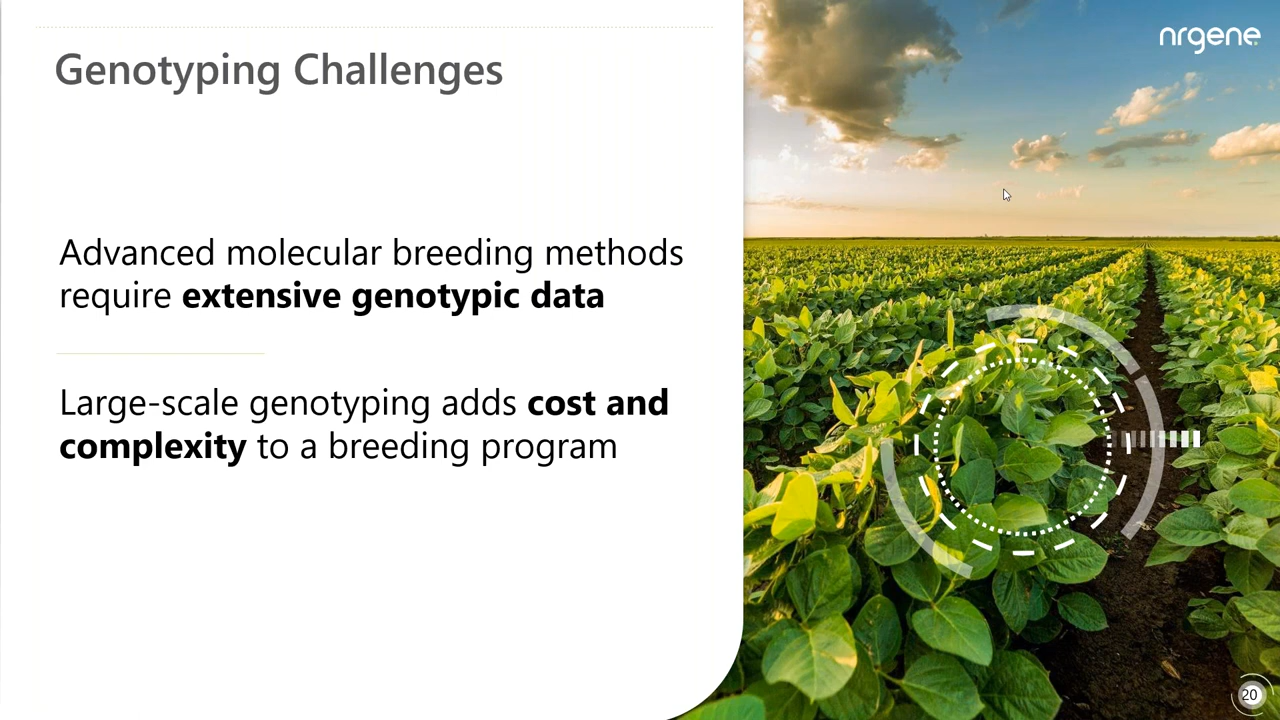 nrgene
Genotyping Challenges
Advanced molecular breeding methods
require extensive genotypic data
Large-scale genotyping adds cost and
complexity to a breeding program
20